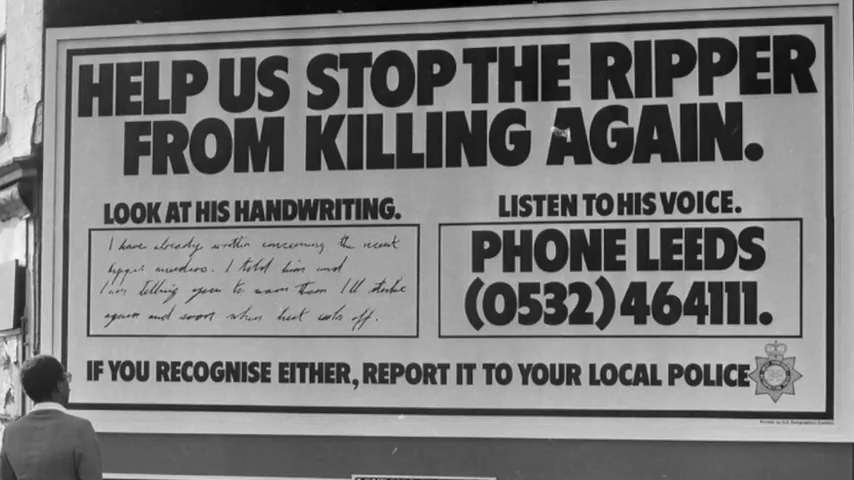 HELP US STOP THE RIPPER
FROM KILLING AGAIN.
LOOK AT HIS HANDWRITING.
I have already written concerning the recent
Ripper murders. I told him and
I am telling you to warn them I'll strike
again and soon when heat cools off.
LISTEN TO HIS VOICE.
PHONE LEEDS
(0532) 464111.
IF YOU RECOGNISE EITHER, REPORT IT TO YOUR LOCAL POLICE